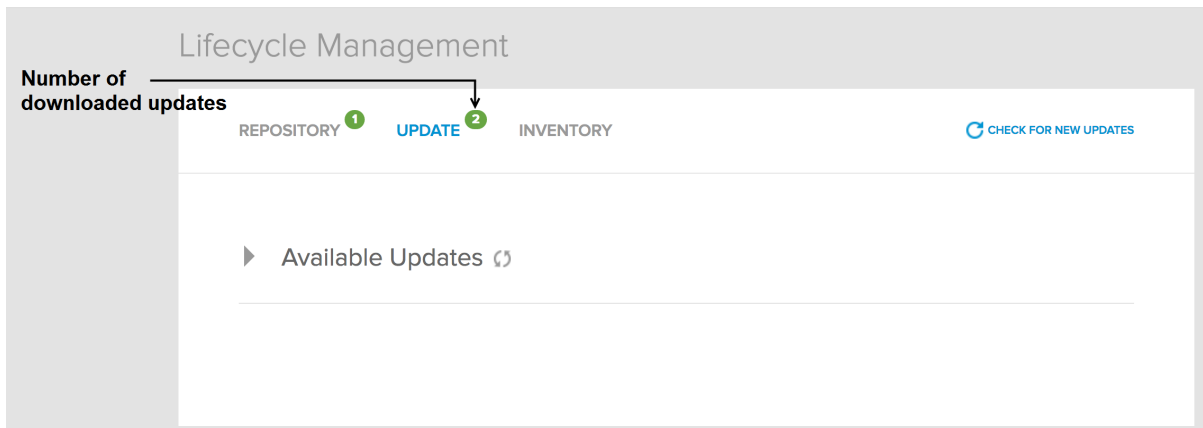 Lifecycle Management
Number of
downloaded updates
REPOSITORY 1 UPDATE 2 INVENTORY CHECK FOR NEW UPDATES
Available Updates